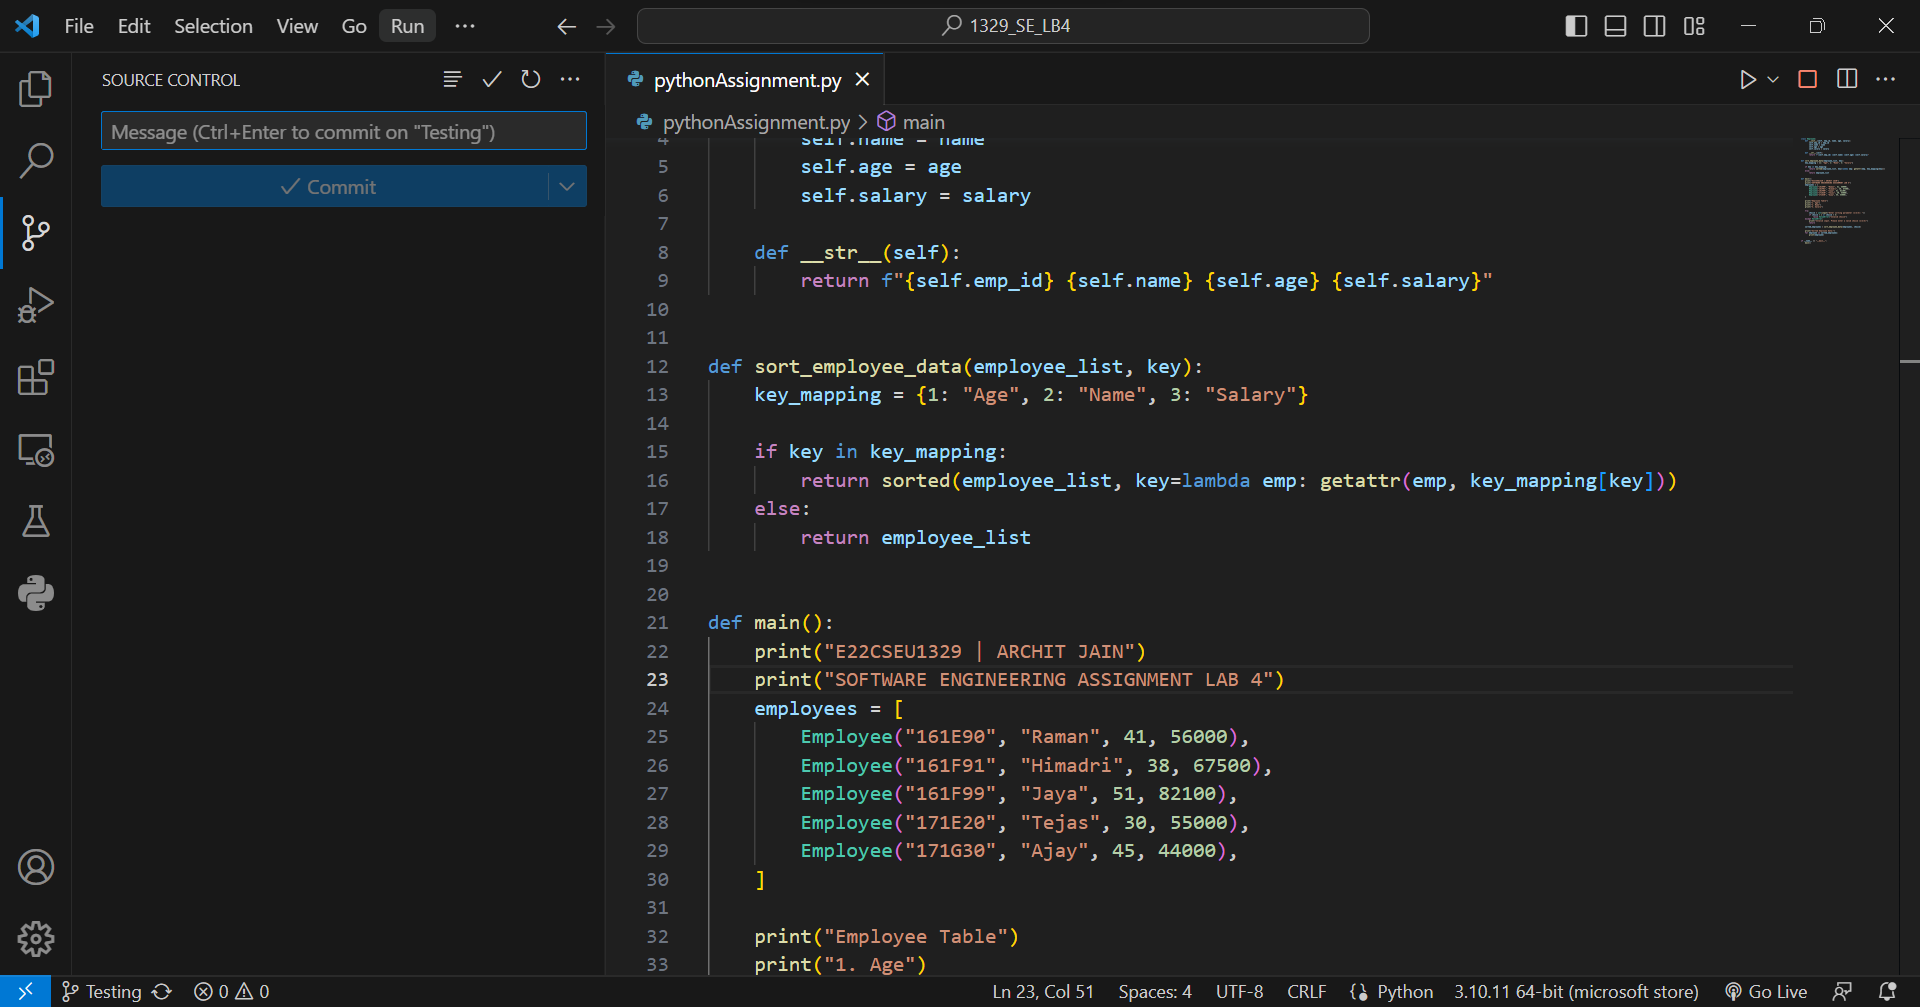 File Edit Selection View Go Run ··· 1329_SE_LB4
SOURCE CONTROL
Message (Ctrl+Enter to commit on "Testing")
Commit
pythonAssignment.py
pythonAssignment.py > main
4 self.name = name
5 self.age = age
6 self.salary = salary
7
8 def __str__(self):
9 return f"{self.emp_id} {self.name} {self.age} {self.salary}"
10
11
12 def sort_employee_data(employee_list, key):
13 key_mapping = {1: "Age", 2: "Name", 3: "Salary"}
14
15 if key in key_mapping:
16 return sorted(employee_list, key=lambda emp: getattr(emp, key_mapping[key]))
17 else:
18 return employee_list
19
20
21 def main():
22 print("E22CSEU1329 | ARCHIT JAIN")
23 print("SOFTWARE ENGINEERING ASSIGNMENT LAB 4")
24 employees = [
25 Employee("161E90", "Raman", 41, 56000),
26 Employee("161F91", "Himadri", 38, 67500),
27 Employee("161F99", "Jaya", 51, 82100),
28 Employee("171E20", "Tejas", 30, 55000),
29 Employee("171G30", "Ajay", 45, 44000),
30 ]
31
32 print("Employee Table")
33 print("1. Age")
Testing 0 0 Ln 23, Col 51 Spaces: 4 UTF-8 CRLF Python 3.10.11 64-bit (microsoft store) Go Live